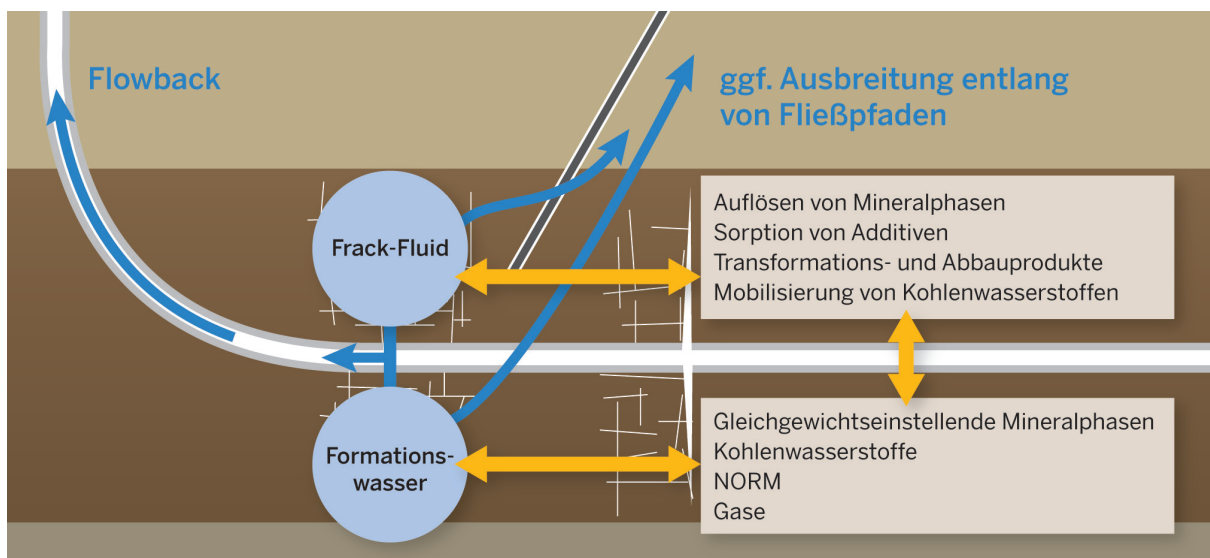 Flowback
ggf. Ausbreitung entlang
von Fließpfaden
Frack-Fluid
Auflösen von Mineralphasen
Sorption von Additiven
Transformations- und Abbauprodukte
Mobilisierung von Kohlenwasserstoffen
Formations-
wasser
Gleichgewichtseinstellende Mineralphasen
Kohlenwasserstoffe
NORM
Gase